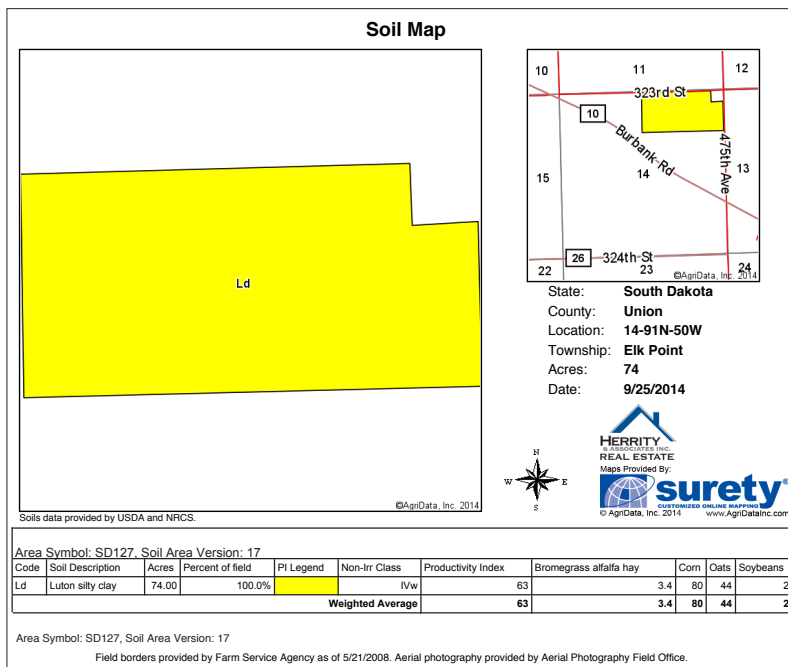 Soil Map
Ld
©AgriData, Inc. 2014
Soils data provided by USDA and NRCS.
10
11
12
323rd St
10
Burbank Rd
475th Ave
15
14
13
26
324th St
22
23
24
©AgriData, Inc. 2014
State: South Dakota
County: Union
Location: 14-91N-50W
Township: Elk Point
Acres: 74
Date: 9/25/2014
N
W E
S
HERRITY
& ASSOCIATES INC.
REAL ESTATE
Maps Provided By:
surety®
CUSTOMIZED ONLINE MAPPING
© AgriData, Inc. 2014 www.AgriDataInc.com
Area Symbol: SD127, Soil Area Version: 17
Code Soil Description Acres Percent of field PI Legend Non-Irr Class Productivity Index Bromegrass alfalfa hay Corn Oats Soybeans
Ld Luton silty clay 74.00 100.0% IVw 63 3.4 80 44 2
Weighted Average 63 3.4 80 44 2
Area Symbol: SD127, Soil Area Version: 17
Field borders provided by Farm Service Agency as of 5/21/2008. Aerial photography provided by Aerial Photography Field Office.